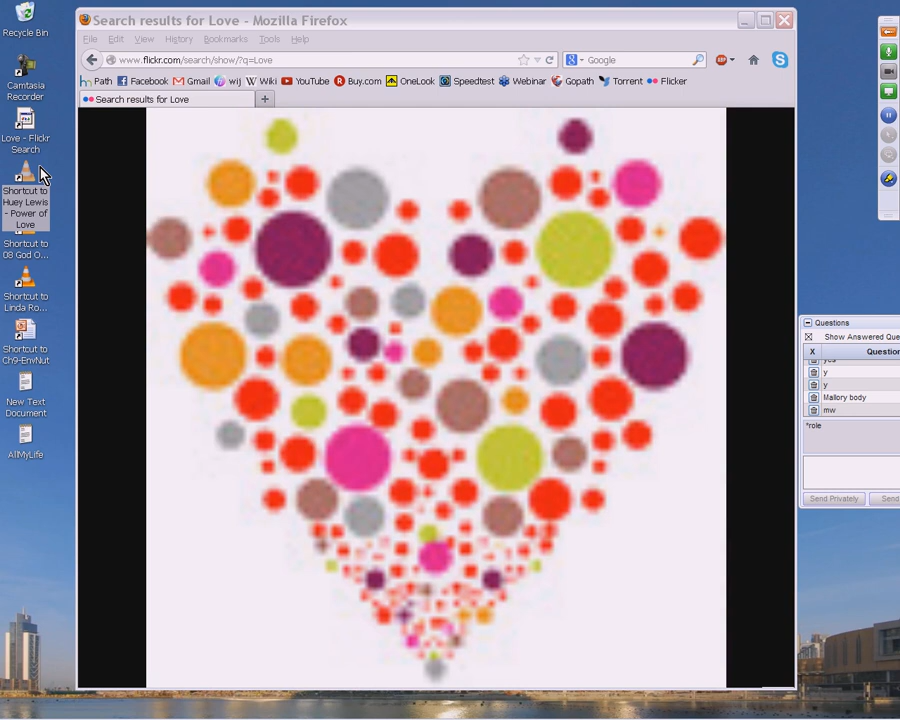 Search results for Love - Mozilla Firefox
File Edit View History Bookmarks Tools Help
www.flickr.com/search/show/?q=Love
Google
Path Facebook Gmail wij Wiki YouTube Buy.com OneLook Speedtest Webinar Gopath Torrent Flicker
Search results for Love
Recycle Bin
Camtasia
Recorder
Love - Flickr
Search
Shortcut to
Huey Lewis
- Power of
Love
Shortcut to
08 God O...
Shortcut to
Linda Ro...
Shortcut to
Ch9-EnvNut
New Text
Document
AllMyLife
Questions
Show Answered Que
X Question
yes
y
y
Mallory body
mw
*role
Send Privately Send